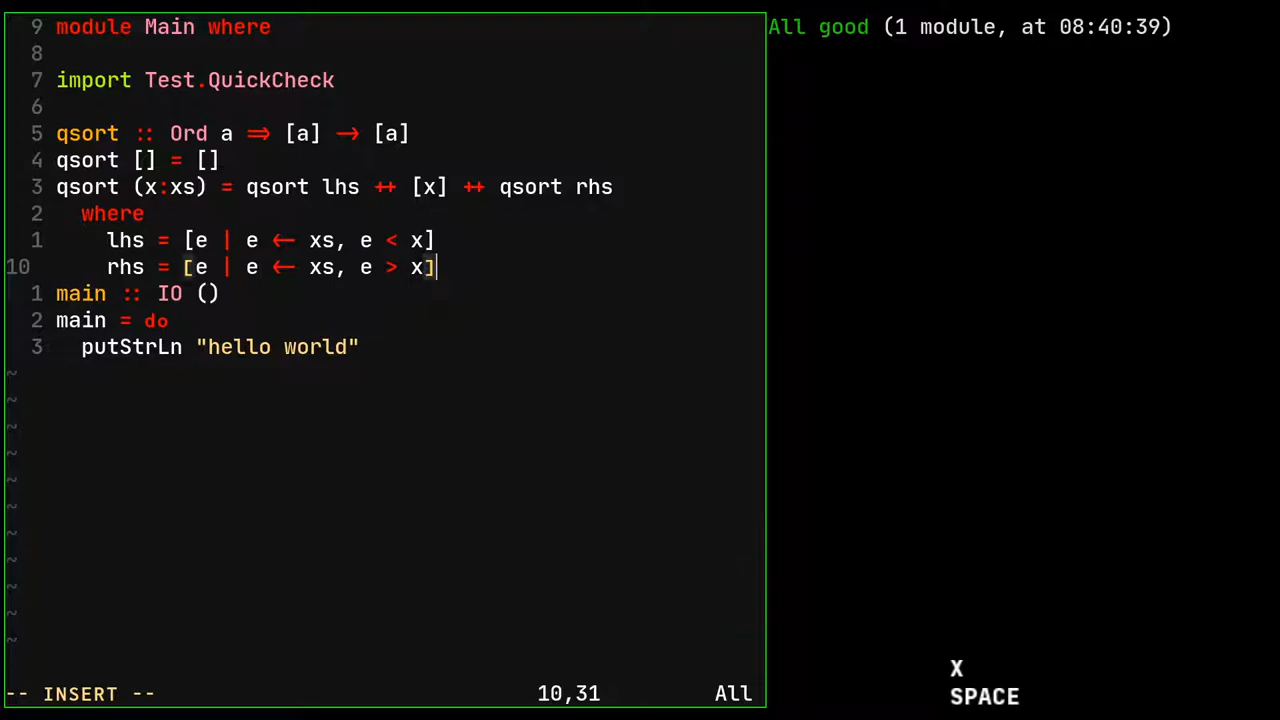 9 module Main where
8
7 import Test.QuickCheck
6
5 qsort :: Ord a => [a] -> [a]
4 qsort [] = []
3 qsort (x:xs) = qsort lhs ++ [x] ++ qsort rhs
2   where
1     lhs = [e | e <- xs, e < x]
10     rhs = [e | e <- xs, e > x]
1 main :: IO ()
2 main = do
3   putStrLn "hello world"
~
~
~
~
~
~
~
~
~
~
~
-- INSERT -- 10,31 All
All good (1 module, at 08:40:39)
X
SPACE